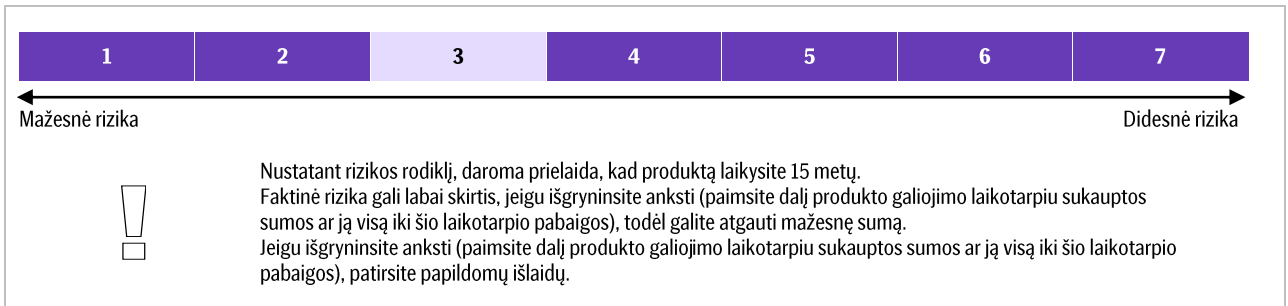 1 2 3 4 5 6 7
Mažesnė rizika Didesnė rizika
Nustatant rizikos rodiklį, daroma prielaida, kad produktą laikysite 15 metų.
Faktinė rizika gali labai skirtis, jeigu išgryninsite anksti (paimsite dalį produkto galiojimo laikotarpiu sukauptos
sumos ar ją visą iki šio laikotarpio pabaigos), todėl galite atgauti mažesnę sumą.
Jeigu išgryninsite anksti (paimsite dalį produkto galiojimo laikotarpiu sukauptos sumos ar ją visą iki šio laikotarpio
pabaigos), patirsite papildomų išlaidų.